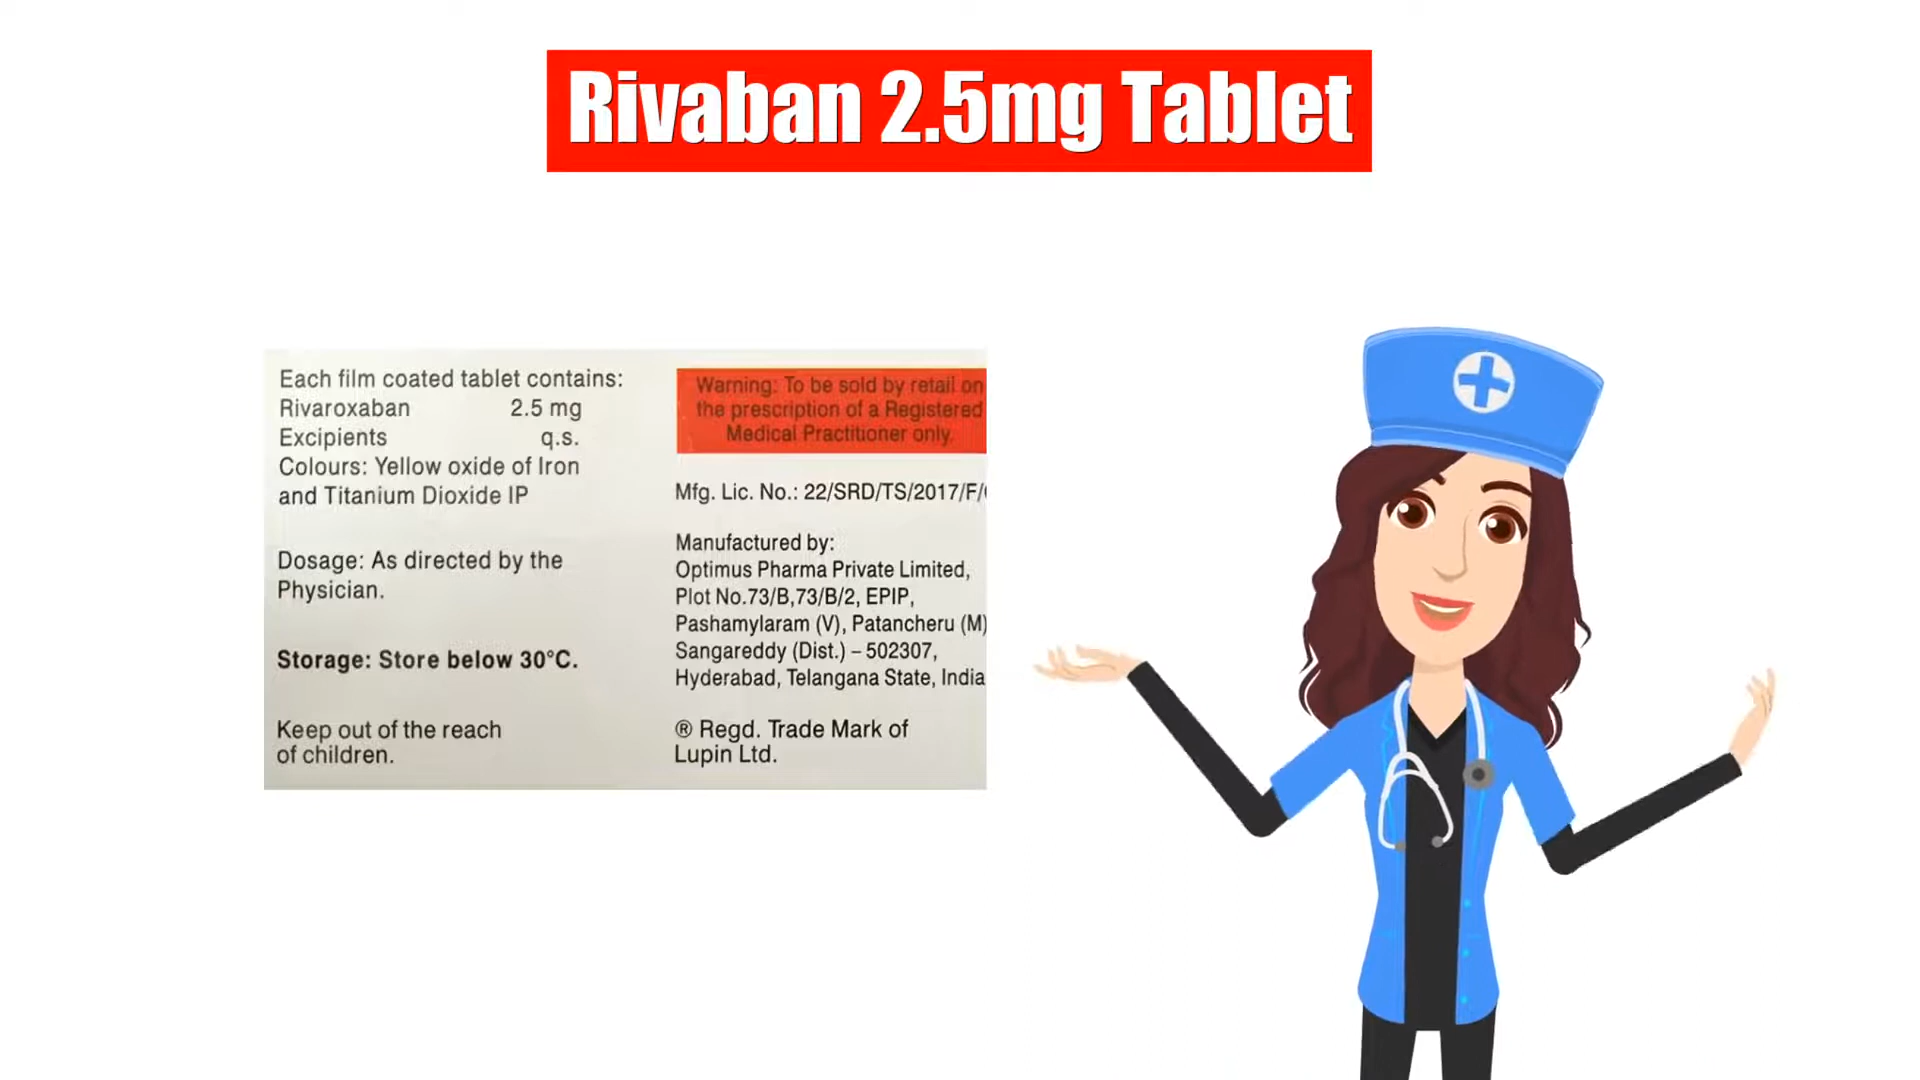 Rivaban 2.5mg Tablet
Each film coated tablet contains:
Rivaroxaban 2.5 mg
Excipients q.s.
Colours: Yellow oxide of Iron
and Titanium Dioxide IP
Dosage: As directed by the
Physician.
Storage: Store below 30°C.
Keep out of the reach
of children.
Warning: To be sold by retail on
the prescription of a Registered
Medical Practitioner only.
Mfg. Lic. No.: 22/SRD/TS/2017/F/
Manufactured by:
Optimus Pharma Private Limited,
Plot No.73/B,73/B/2, EPIP,
Pashamylaram (V), Patancheru (M)
Sangareddy (Dist.) – 502307,
Hyderabad, Telangana State, India
® Regd. Trade Mark of
Lupin Ltd.